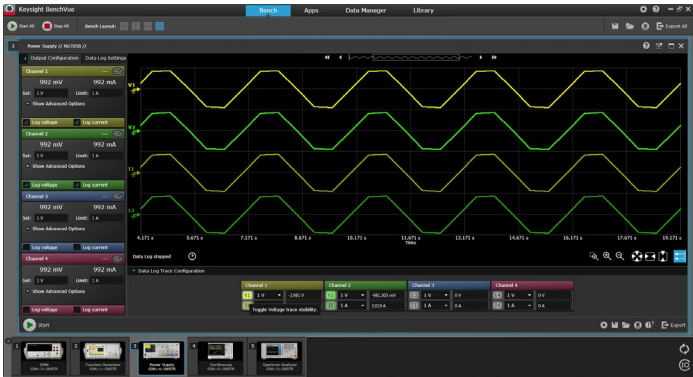 Keysight BenchVue
Bench Apps Data Manager Library
Start All Stop All Bench Layout: Export All
3 Power Supply // N6705B //
Output Configuration Data Log Settings
Channel 1
992 mV 992 mA
Set: 1 V Limit: 1 A
Show Advanced Options
Log voltage Log current
Channel 2
992 mV 992 mA
Set: 1 V Limit: 1 A
Show Advanced Options
Log voltage Log current
Channel 3
992 mV 992 mA
Set: 1 V Limit: 1 A
Show Advanced Options
Log voltage Log current
Channel 4
992 mV 992 mA
Set: 1 V Limit: 1 A
Show Advanced Options
Log voltage Log current
V1
V2
I1
I2
4.171 s 5.671 s 7.171 s 8.671 s 10.171 s 11.671 s 13.171 s 14.671 s 16.171 s 17.671 s 19.171 s
Time
Data Log stopped
Data Log Trace Configuration
Channel 1 Channel 2 Channel 3 Channel 4
V1 1 V -2.981 V V2 1 V V3 1 V 0 V V4 1 V 0 V
Toggle Voltage trace visibility. I2 1 A I3 1 A 0 A I4 1 A 0 A
Start Export
1 2 3 4 5
DMM Function Generator Power Supply Oscilloscope Spectrum Analyzer